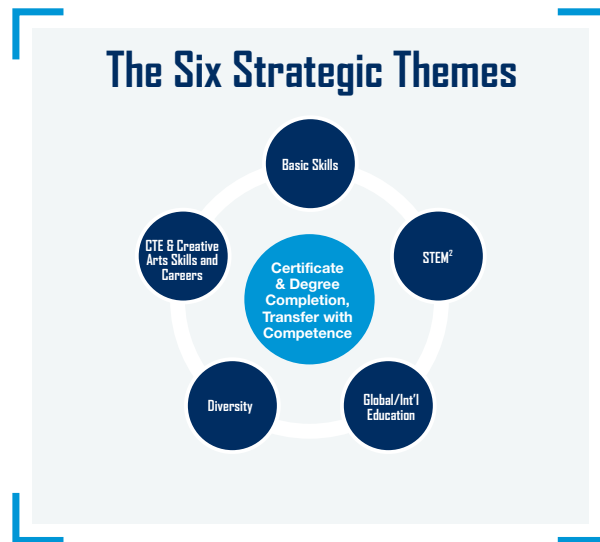 The Six Strategic Themes
Basic Skills
CTE & Creative
Arts Skills and
Careers
STEM²
Certificate
& Degree
Completion,
Transfer with
Competence
Diversity
Global/Int'l
Education